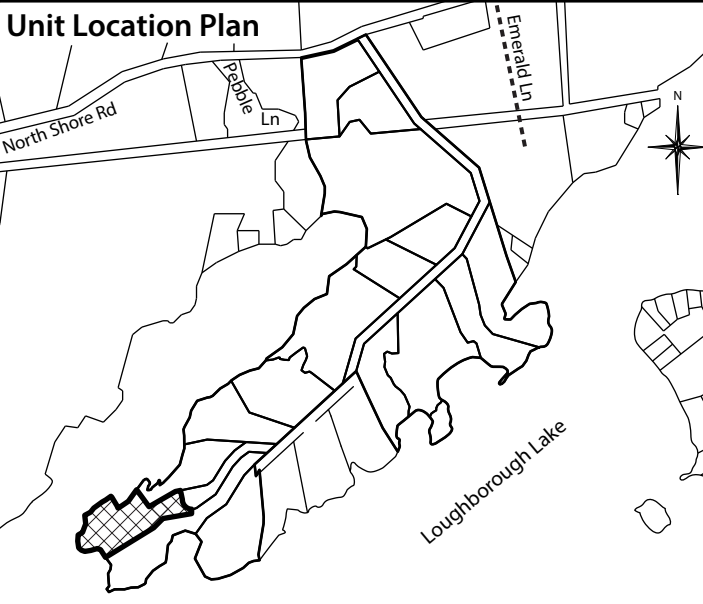 Unit Location Plan
Emerald Ln
Pebble
Ln
North Shore Rd
N
Loughborough Lake